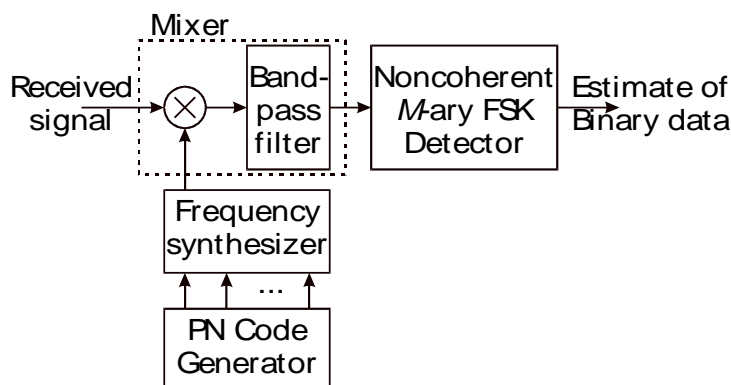 Mixer
Received
signal
Band-
pass
filter
Noncoherent
M-ary FSK
Detector
Estimate of
Binary data
Frequency
synthesizer
...
PN Code
Generator